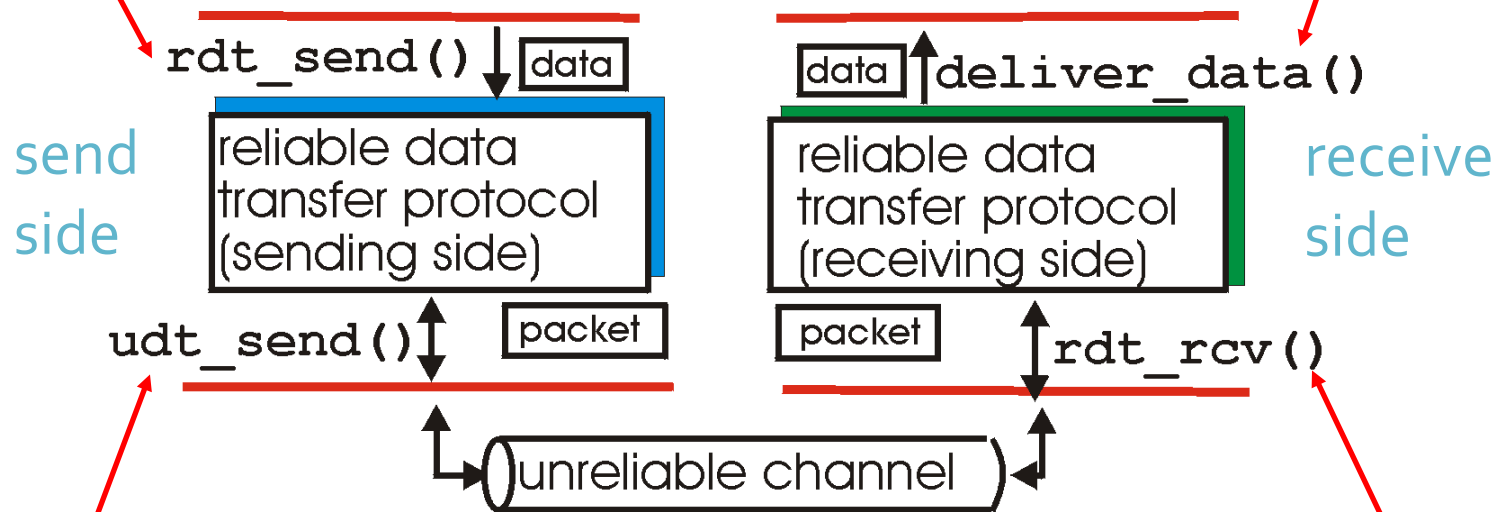 rdt_send()
data
data
deliver_data()
send
side
reliable data
transfer protocol
(sending side)
reliable data
transfer protocol
(receiving side)
receive
side
udt_send()
packet
packet
rdt_rcv()
unreliable channel